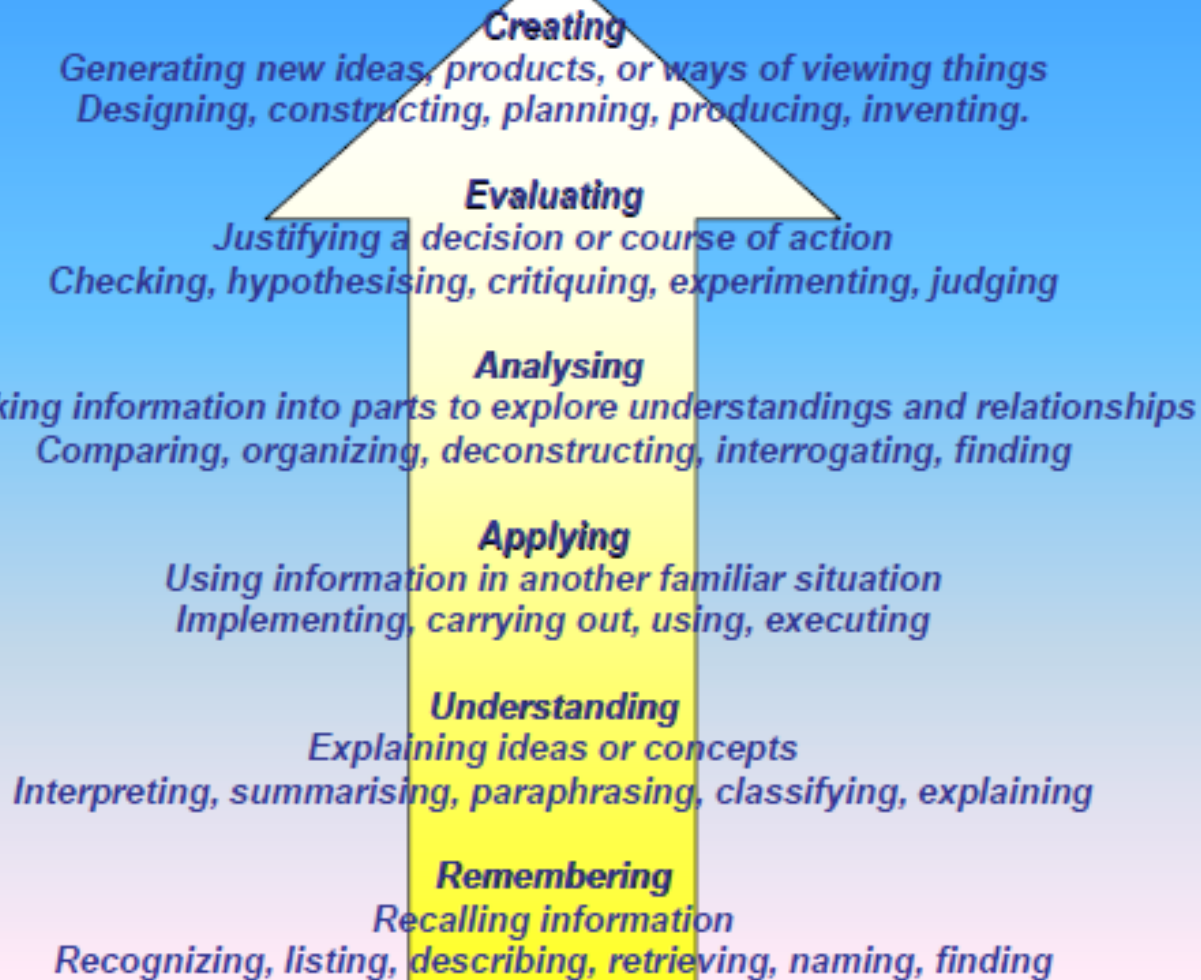 Creating
Generating new ideas, products, or ways of viewing things
Designing, constructing, planning, producing, inventing.
Evaluating
Justifying a decision or course of action
Checking, hypothesising, critiquing, experimenting, judging
Analysing
information into parts to explore understandings and relationships
Comparing, organizing, deconstructing, interrogating, finding
Applying
Using information in another familiar situation
Implementing, carrying out, using, executing
Understanding
Explaining ideas or concepts
Interpreting, summarising, paraphrasing, classifying, explaining
Remembering
Recalling information
Recognizing, listing, describing, retrieving, naming, finding